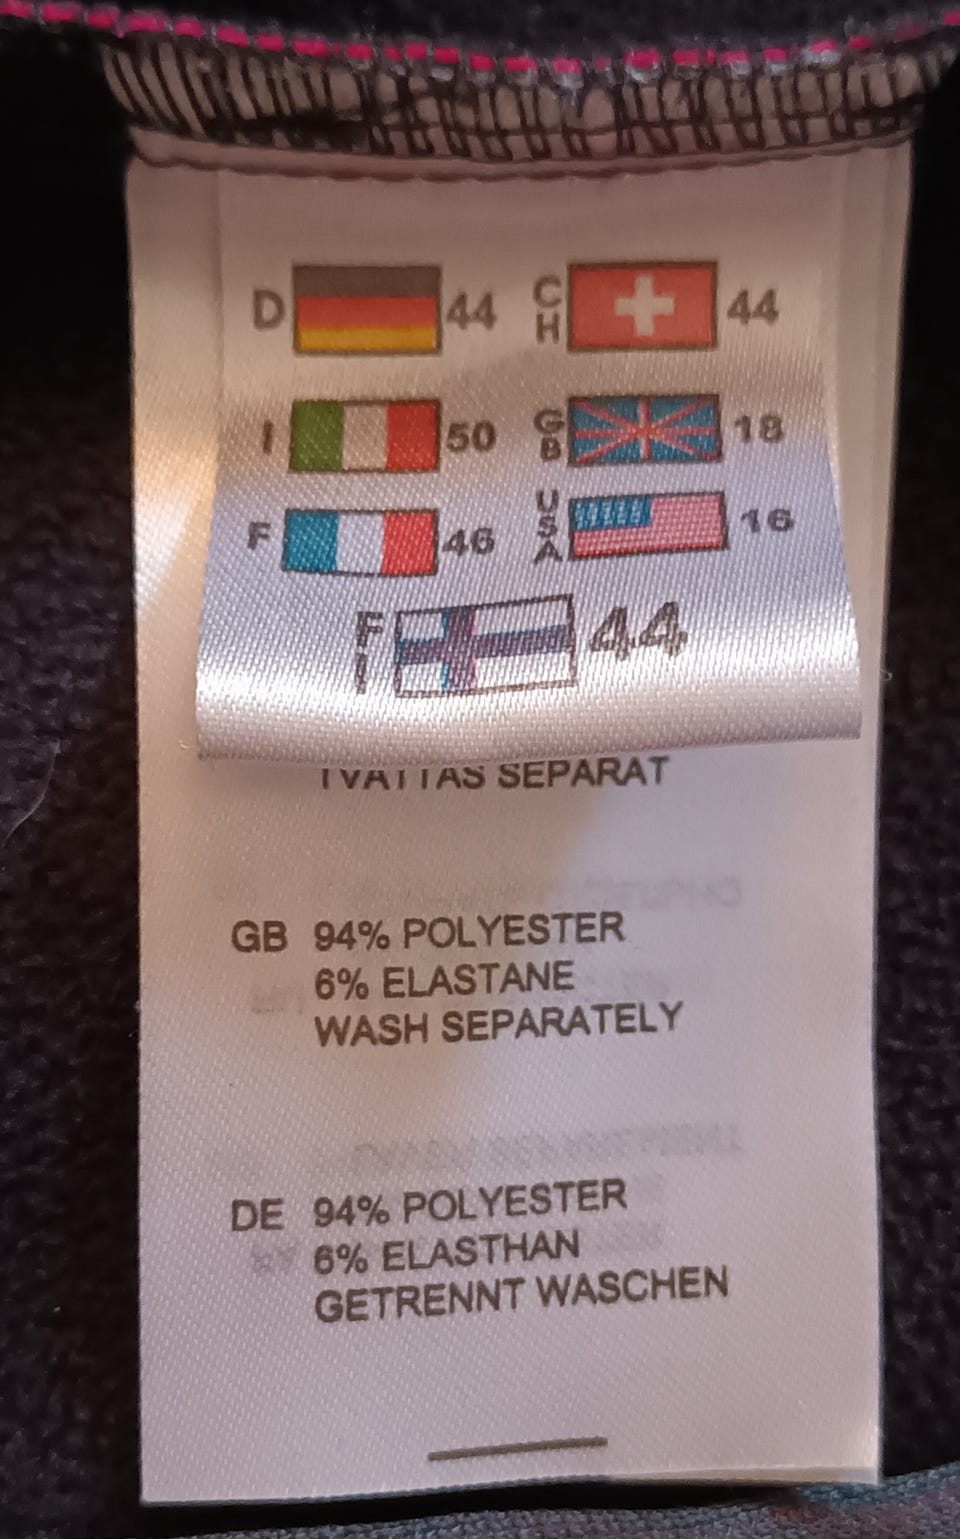 D 44 CH 44
I 50 GB 18
F 46 USA 16
FI 44
TVÄTTAS SEPARAT
GB 94% POLYESTER
6% ELASTANE
WASH SEPARATELY
DE 94% POLYESTER
6% ELASTHAN
GETRENNT WASCHEN